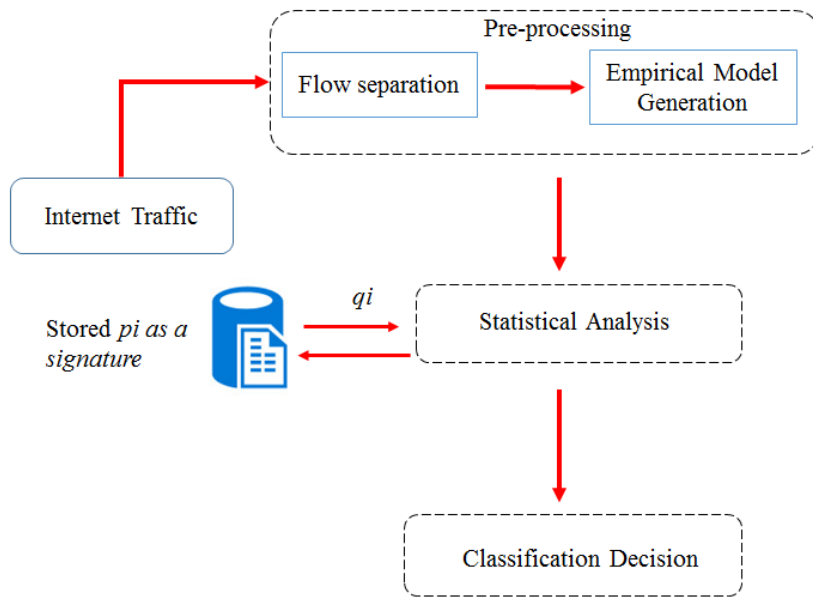 Pre-processing
Flow separation
Empirical Model
Generation
Internet Traffic
Stored pi as a
signature
qi
Statistical Analysis
Classification Decision